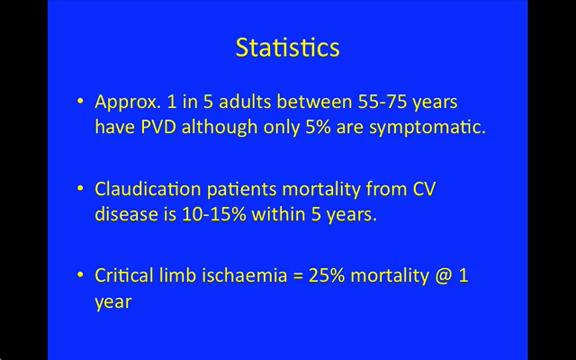 Statistics
• Approx. 1 in 5 adults between 55-75 years
have PVD although only 5% are symptomatic.
• Claudication patients mortality from CV
disease is 10-15% within 5 years.
• Critical limb ischaemia = 25% mortality @ 1
year